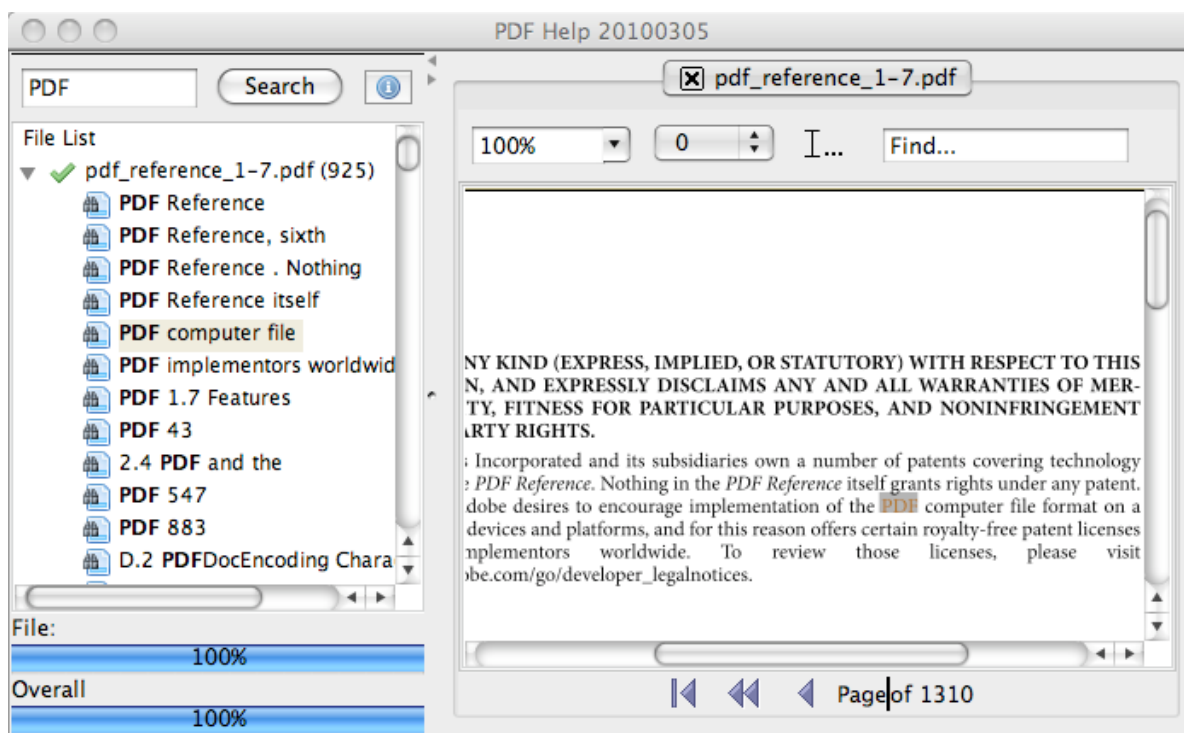 PDF Help 20100305
PDF
Search
File List
pdf_reference_1-7.pdf (925)
PDF Reference
PDF Reference, sixth
PDF Reference . Nothing
PDF Reference itself
PDF computer file
PDF implementors worldwid
PDF 1.7 Features
PDF 43
2.4 PDF and the
PDF 547
PDF 883
D.2 PDFDocEncoding Chara
File:
100%
Overall
100%
pdf_reference_1-7.pdf
100%
0
...
Find...
NY KIND (EXPRESS, IMPLIED, OR STATUTORY) WITH RESPECT TO THIS
N, AND EXPRESSLY DISCLAIMS ANY AND ALL WARRANTIES OF MER-
TY, FITNESS FOR PARTICULAR PURPOSES, AND NONINFRINGEMENT
ARTY RIGHTS.
s Incorporated and its subsidiaries own a number of patents covering technology
e PDF Reference. Nothing in the PDF Reference itself grants rights under any patent.
dobe desires to encourage implementation of the PDF computer file format on a
devices and platforms, and for this reason offers certain royalty-free patent licenses
mplementors worldwide. To review those licenses, please visit
obe.com/go/developer_legalnotices.
Page of 1310